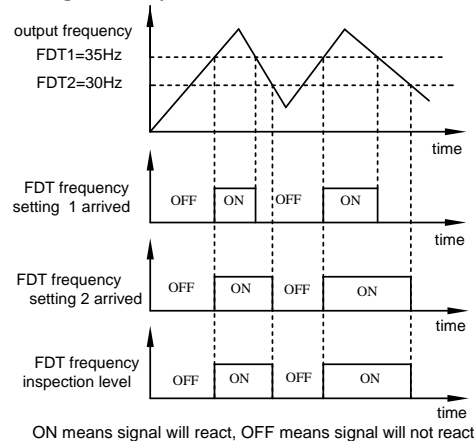 output frequency
FDT1=35Hz
FDT2=30Hz
time
FDT frequency
setting 1 arrived
OFF ON OFF ON
time
FDT frequency
setting 2 arrived
OFF ON OFF ON
time
FDT frequency
inspection level
OFF ON OFF ON
time
ON means signal will react, OFF means signal will not react